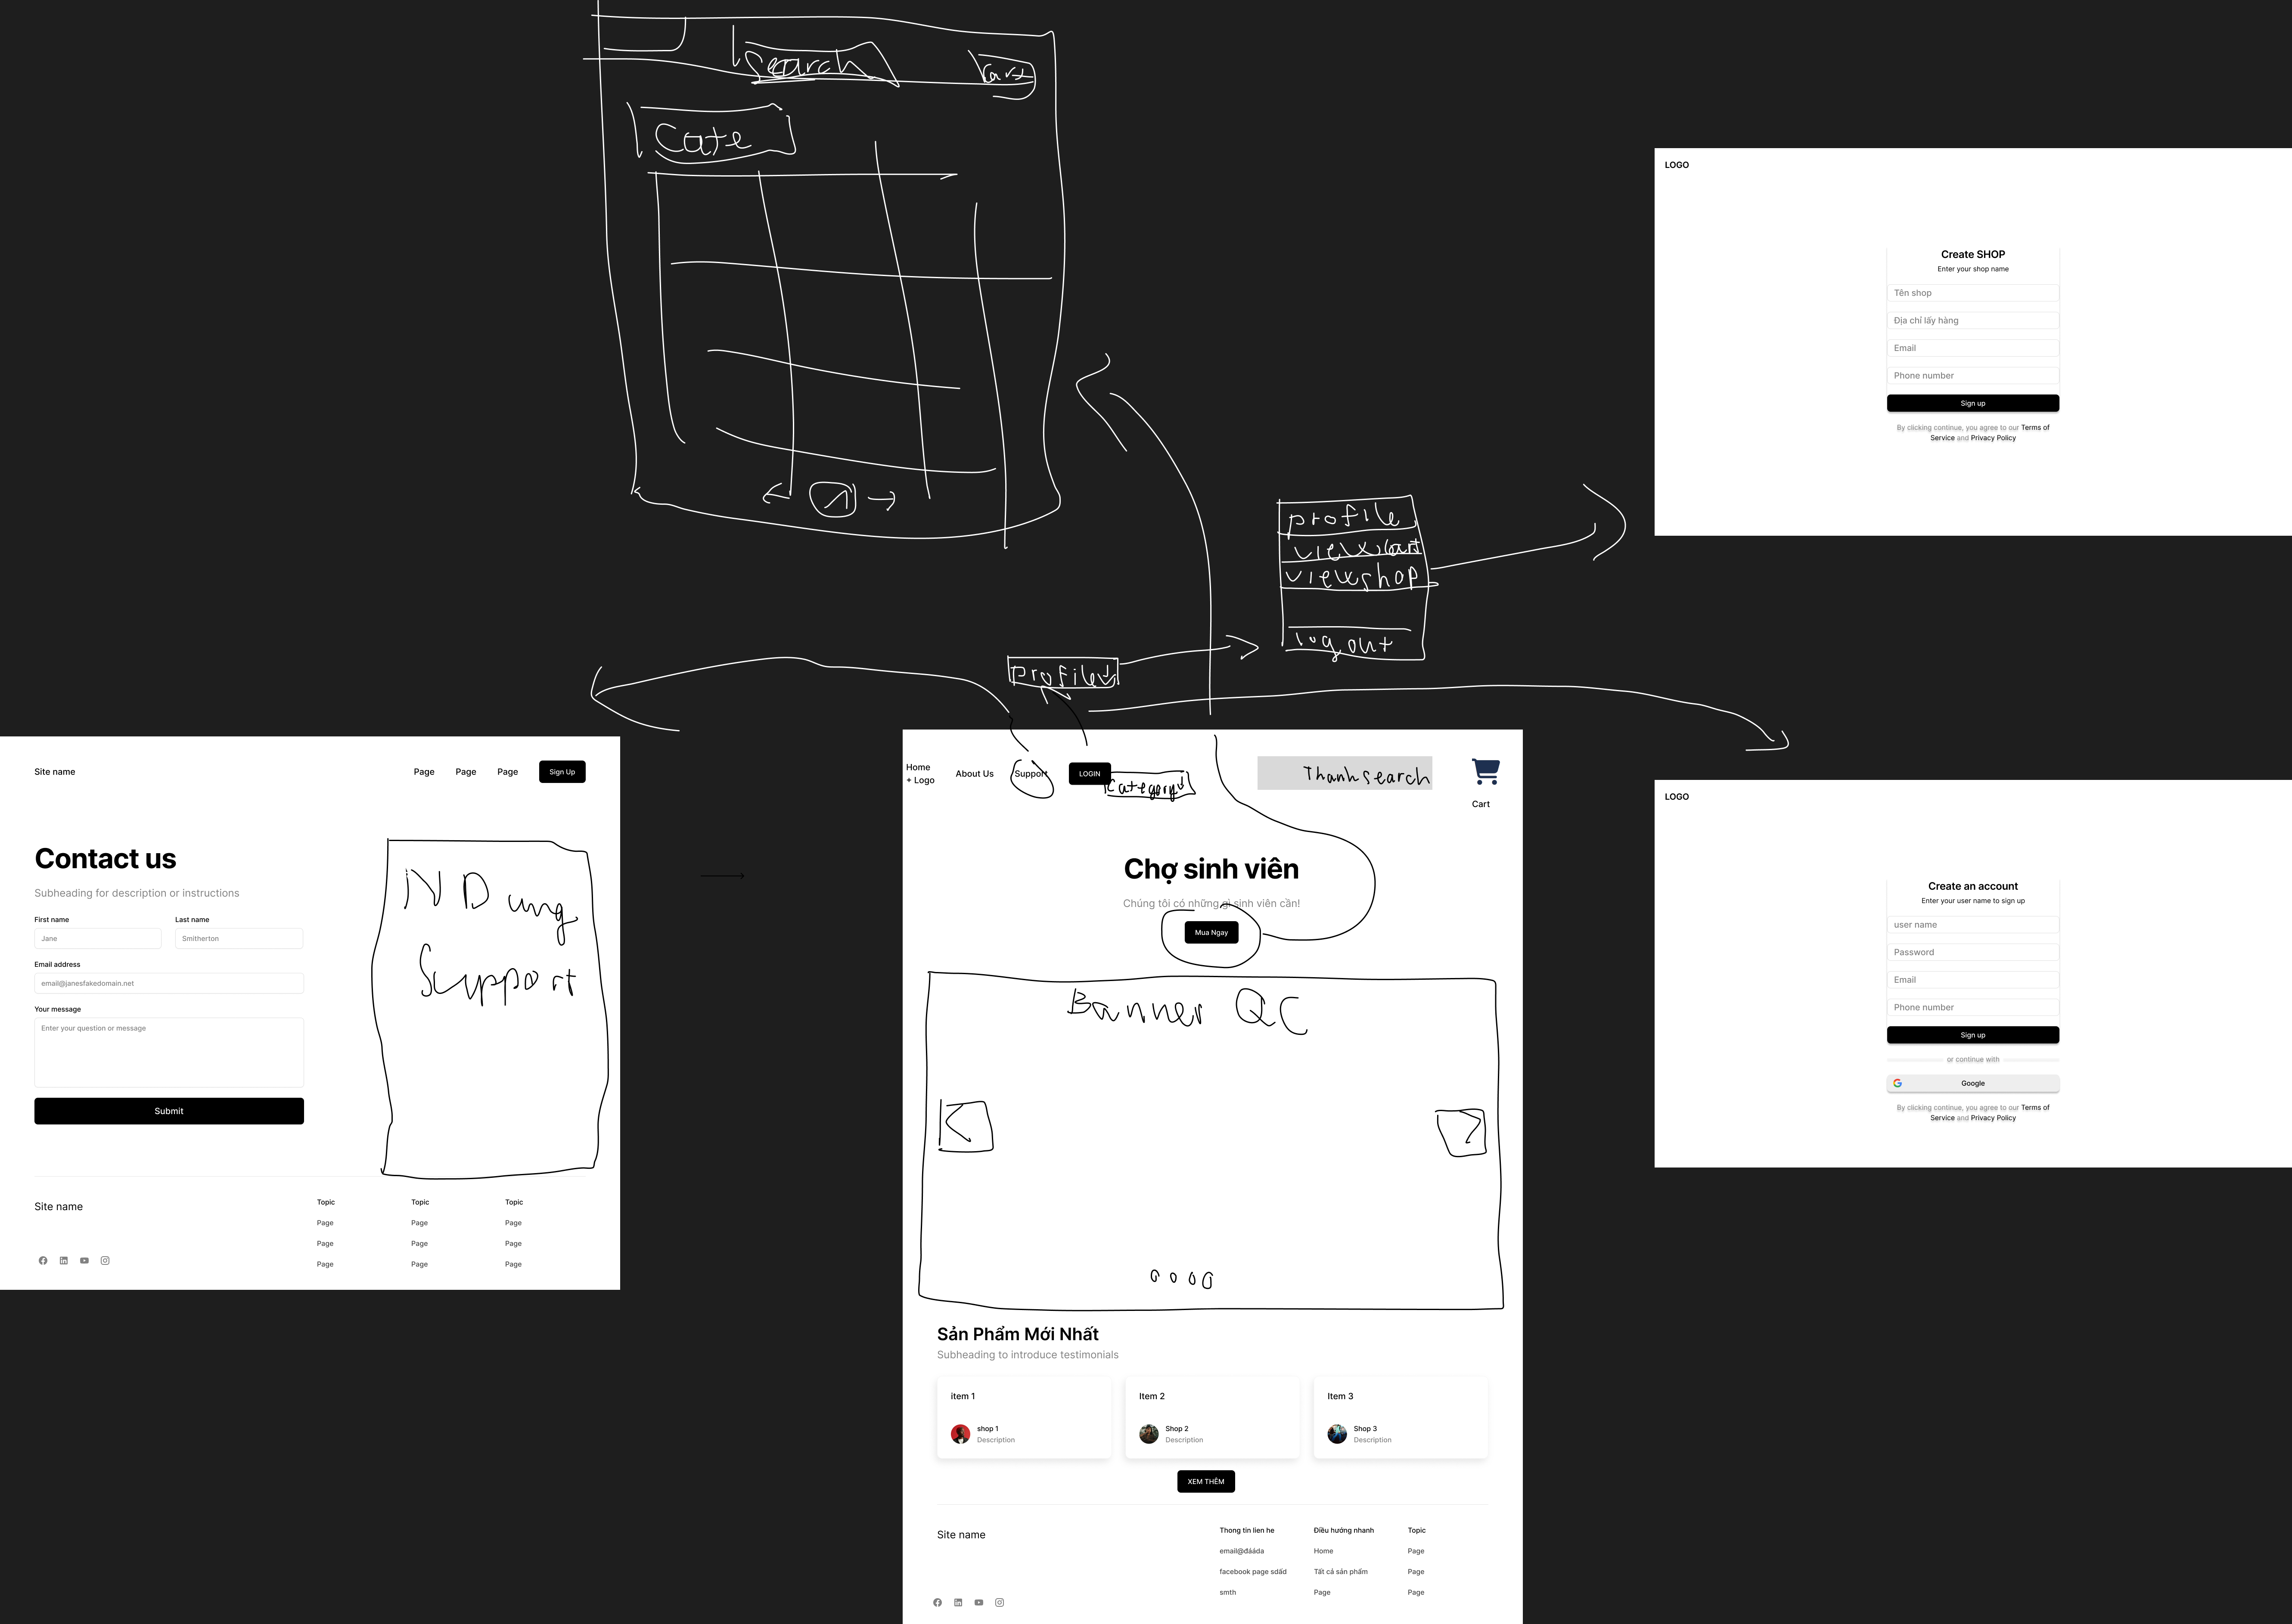 Search
Cart
Cate
1
profile
view cart
viewshop
log out
profile
LOGO
Create SHOP
Enter your shop name
Tên shop
Địa chỉ lấy hàng
Email
Phone number
Sign up
By clicking continue, you agree to our Terms of
Service and Privacy Policy
Site name
Page Page Page Sign Up
Contact us
Subheading for description or instructions
First name Last name
Jane Smitherton
Email address
email@janesfakedomain.net
Your message
Enter your question or message
Submit
ND ung
Support
Site name
Topic Topic Topic
Page Page Page
Page Page Page
Page Page Page
Home
+ Logo
About Us
Support
LOGIN
Category
Thanh search
Cart
Chợ sinh viên
Chúng tôi có những gì sinh viên cần!
Mua Ngay
Banner QC
Sản Phẩm Mới Nhất
Subheading to introduce testimonials
item 1 Item 2 Item 3
shop 1 Shop 2 Shop 3
Description Description Description
XEM THÊM
Site name
Thong tin lien he Điều hướng nhanh Topic
email@đâáda Home Page
facebook page sdấd Tất cả sản phẩm Page
smth Page Page
LOGO
Create an account
Enter your user name to sign up
user name
Password
Email
Phone number
Sign up
or continue with
Google
By clicking continue, you agree to our Terms of
Service and Privacy Policy